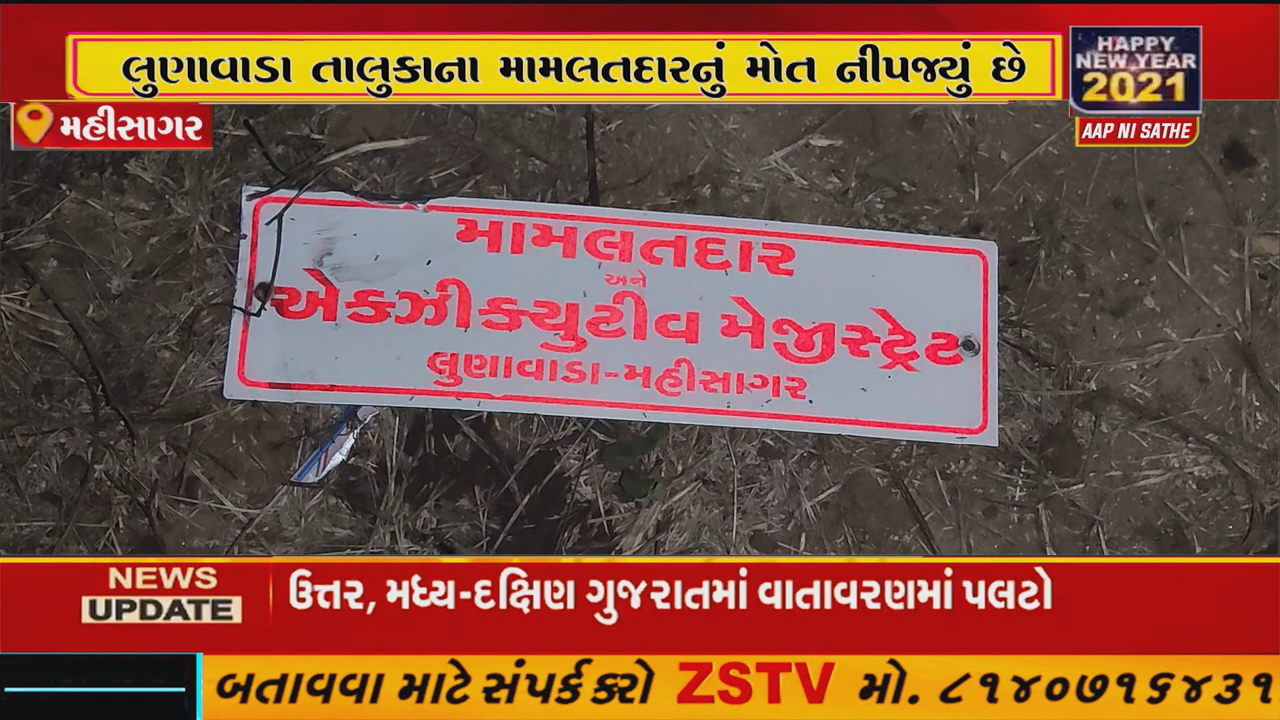 લુણાવાડા તાલુકાના મામલતદારનું મોત નીપજ્યું છે
HAPPY
NEW YEAR
2021
AAP NI SATHE
મહીસાગર
મામલતદાર
અને
એકઝીક્યુટીવ મેજીસ્ટ્રેટ
લુણાવાડા-મહીસાગર
NEWS
UPDATE
ઉત્તર, મધ્ય-દક્ષિણ ગુજરાતમાં વાતાવરણમાં પલટો
બતાવવા માટે સંપર્ક કરો ZSTV મો. ૮૧૪૦૭૧૬૪૩૧